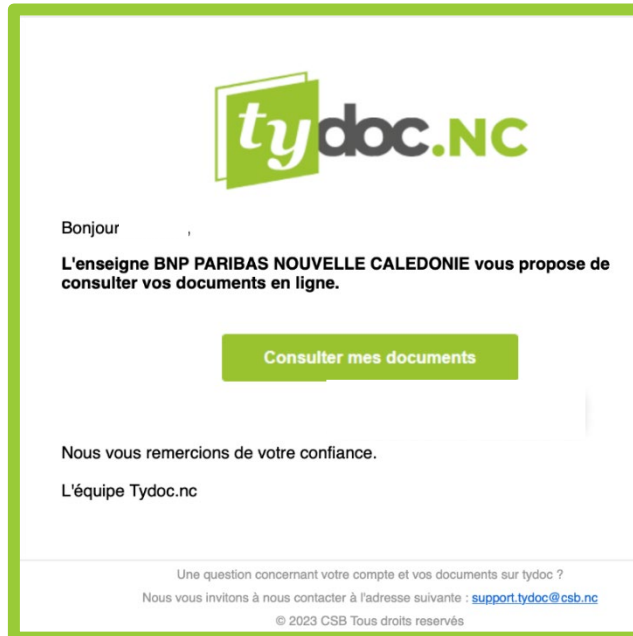 tydoc.NC
Bonjour ,
L'enseigne BNP PARIBAS NOUVELLE CALEDONIE vous propose de
consulter vos documents en ligne.
Consulter mes documents
Nous vous remercions de votre confiance.
L'équipe Tydoc.nc
Une question concernant votre compte et vos documents sur tydoc ?
Nous vous invitons à nous contacter à l'adresse suivante : support.tydoc@csb.nc
© 2023 CSB Tous droits reservés